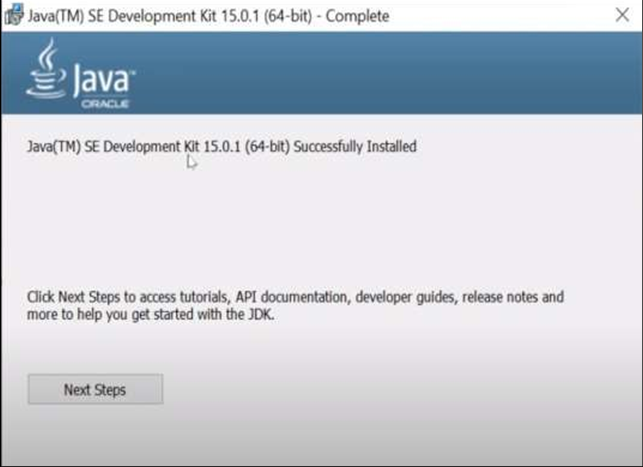 Java(TM) SE Development Kit 15.0.1 (64-bit) - Complete
Java™
ORACLE
Java(TM) SE Development Kit 15.0.1 (64-bit) Successfully Installed
Click Next Steps to access tutorials, API documentation, developer guides, release notes and
more to help you get started with the JDK.
Next Steps